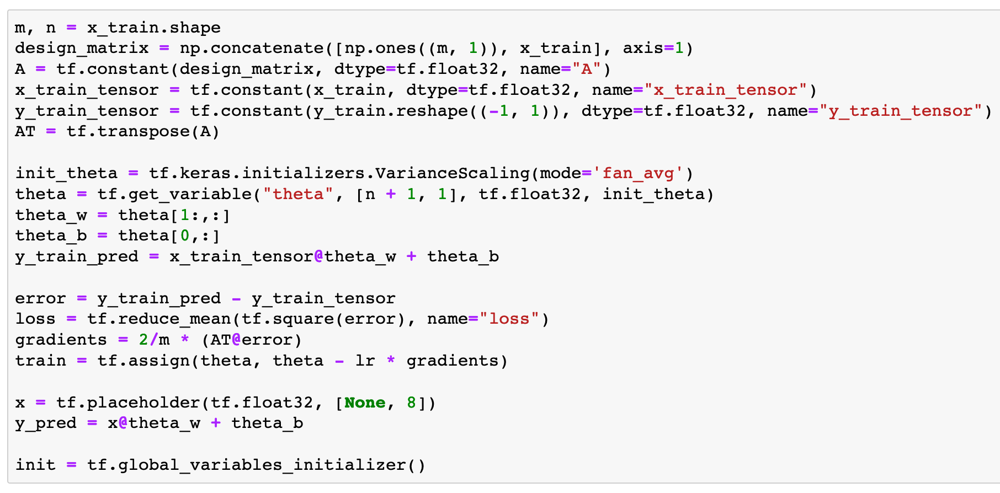 m, n = x_train.shape
design_matrix = np.concatenate([np.ones((m, 1)), x_train], axis=1)
A = tf.constant(design_matrix, dtype=tf.float32, name="A")
x_train_tensor = tf.constant(x_train, dtype=tf.float32, name="x_train_tensor")
y_train_tensor = tf.constant(y_train.reshape((-1, 1)), dtype=tf.float32, name="y_train_tensor")
AT = tf.transpose(A)

init_theta = tf.keras.initializers.VarianceScaling(mode='fan_avg')
theta = tf.get_variable("theta", [n + 1, 1], tf.float32, init_theta)
theta_w = theta[1:,:]
theta_b = theta[0,:]
y_train_pred = x_train_tensor@theta_w + theta_b

error = y_train_pred - y_train_tensor
loss = tf.reduce_mean(tf.square(error), name="loss")
gradients = 2/m * (AT@error)
train = tf.assign(theta, theta - lr * gradients)

x = tf.placeholder(tf.float32, [None, 8])
y_pred = x@theta_w + theta_b

init = tf.global_variables_initializer()